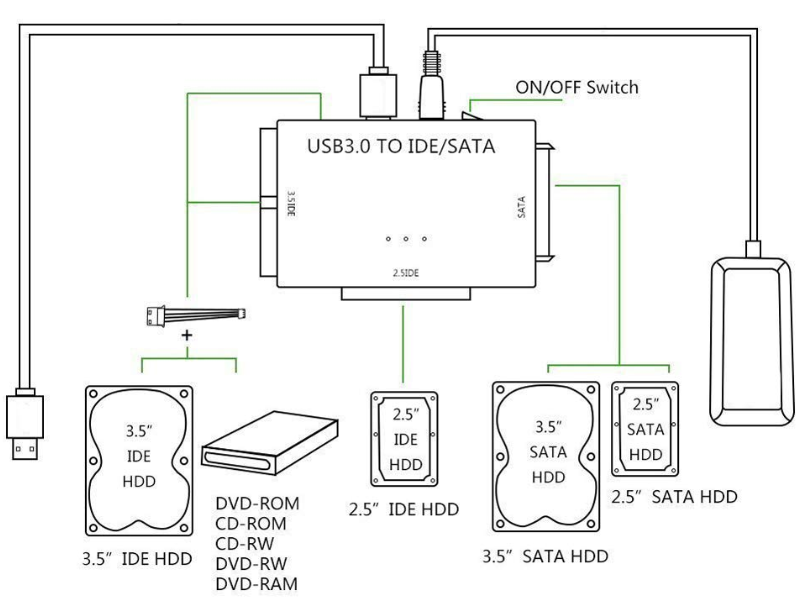 ON/OFF Switch
USB3.0 TO IDE/SATA
3.5IDE
SATA
2.5IDE
+
3.5"
IDE
HDD
2.5"
IDE
HDD
3.5"
SATA
HDD
2.5"
SATA
HDD
3.5" IDE HDD
DVD-ROM
CD-ROM
CD-RW
DVD-RW
DVD-RAM
2.5" IDE HDD
3.5" SATA HDD
2.5" SATA HDD